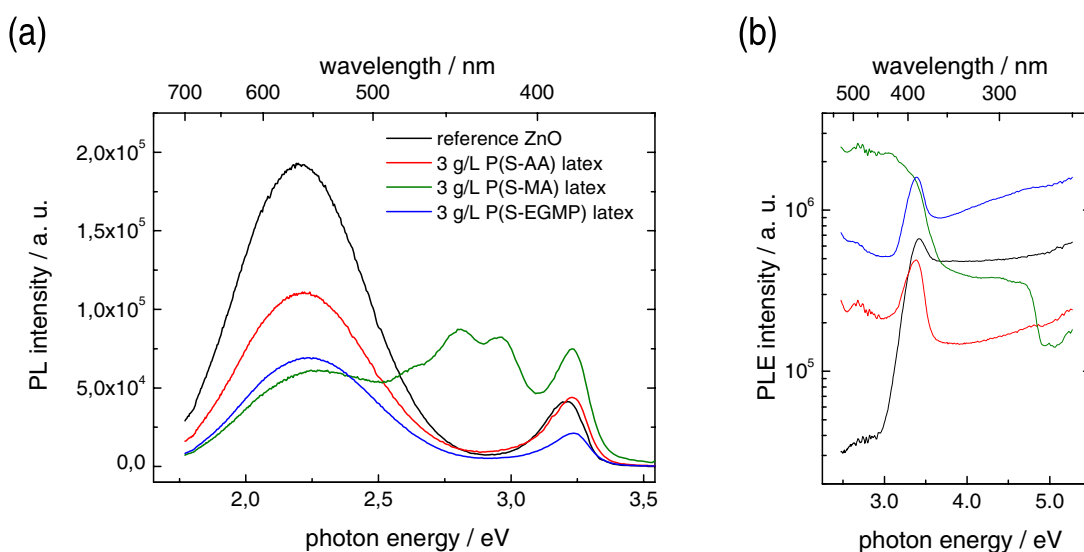 (a)
wavelength / nm
700 600 500 400
PL intensity / a. u.
2,0x10^5
1,5x10^5
1,0x10^5
5,0x10^4
0,0
reference ZnO
3 g/L P(S-AA) latex
3 g/L P(S-MA) latex
3 g/L P(S-EGMP) latex
2,0 2,5 3,0 3,5
photon energy / eV
(b)
wavelength / nm
500 400 300
PLE intensity / a. u.
10^6
10^5
3.0 4.0 5.0
photon energy / eV